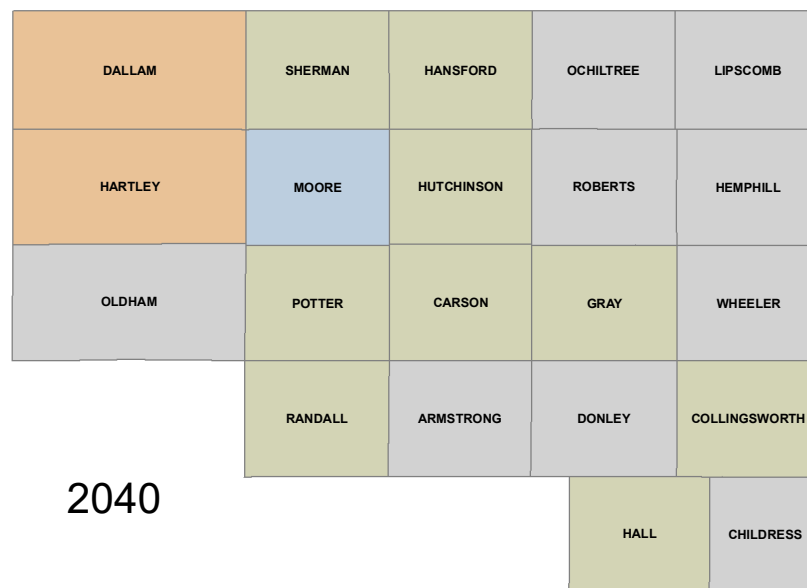 DALLAM SHERMAN HANSFORD OCHILTREE LIPSCOMB
HARTLEY MOORE HUTCHINSON ROBERTS HEMPHILL
OLDHAM POTTER CARSON GRAY WHEELER
RANDALL ARMSTRONG DONLEY COLLINGSWORTH
2040
HALL CHILDRESS